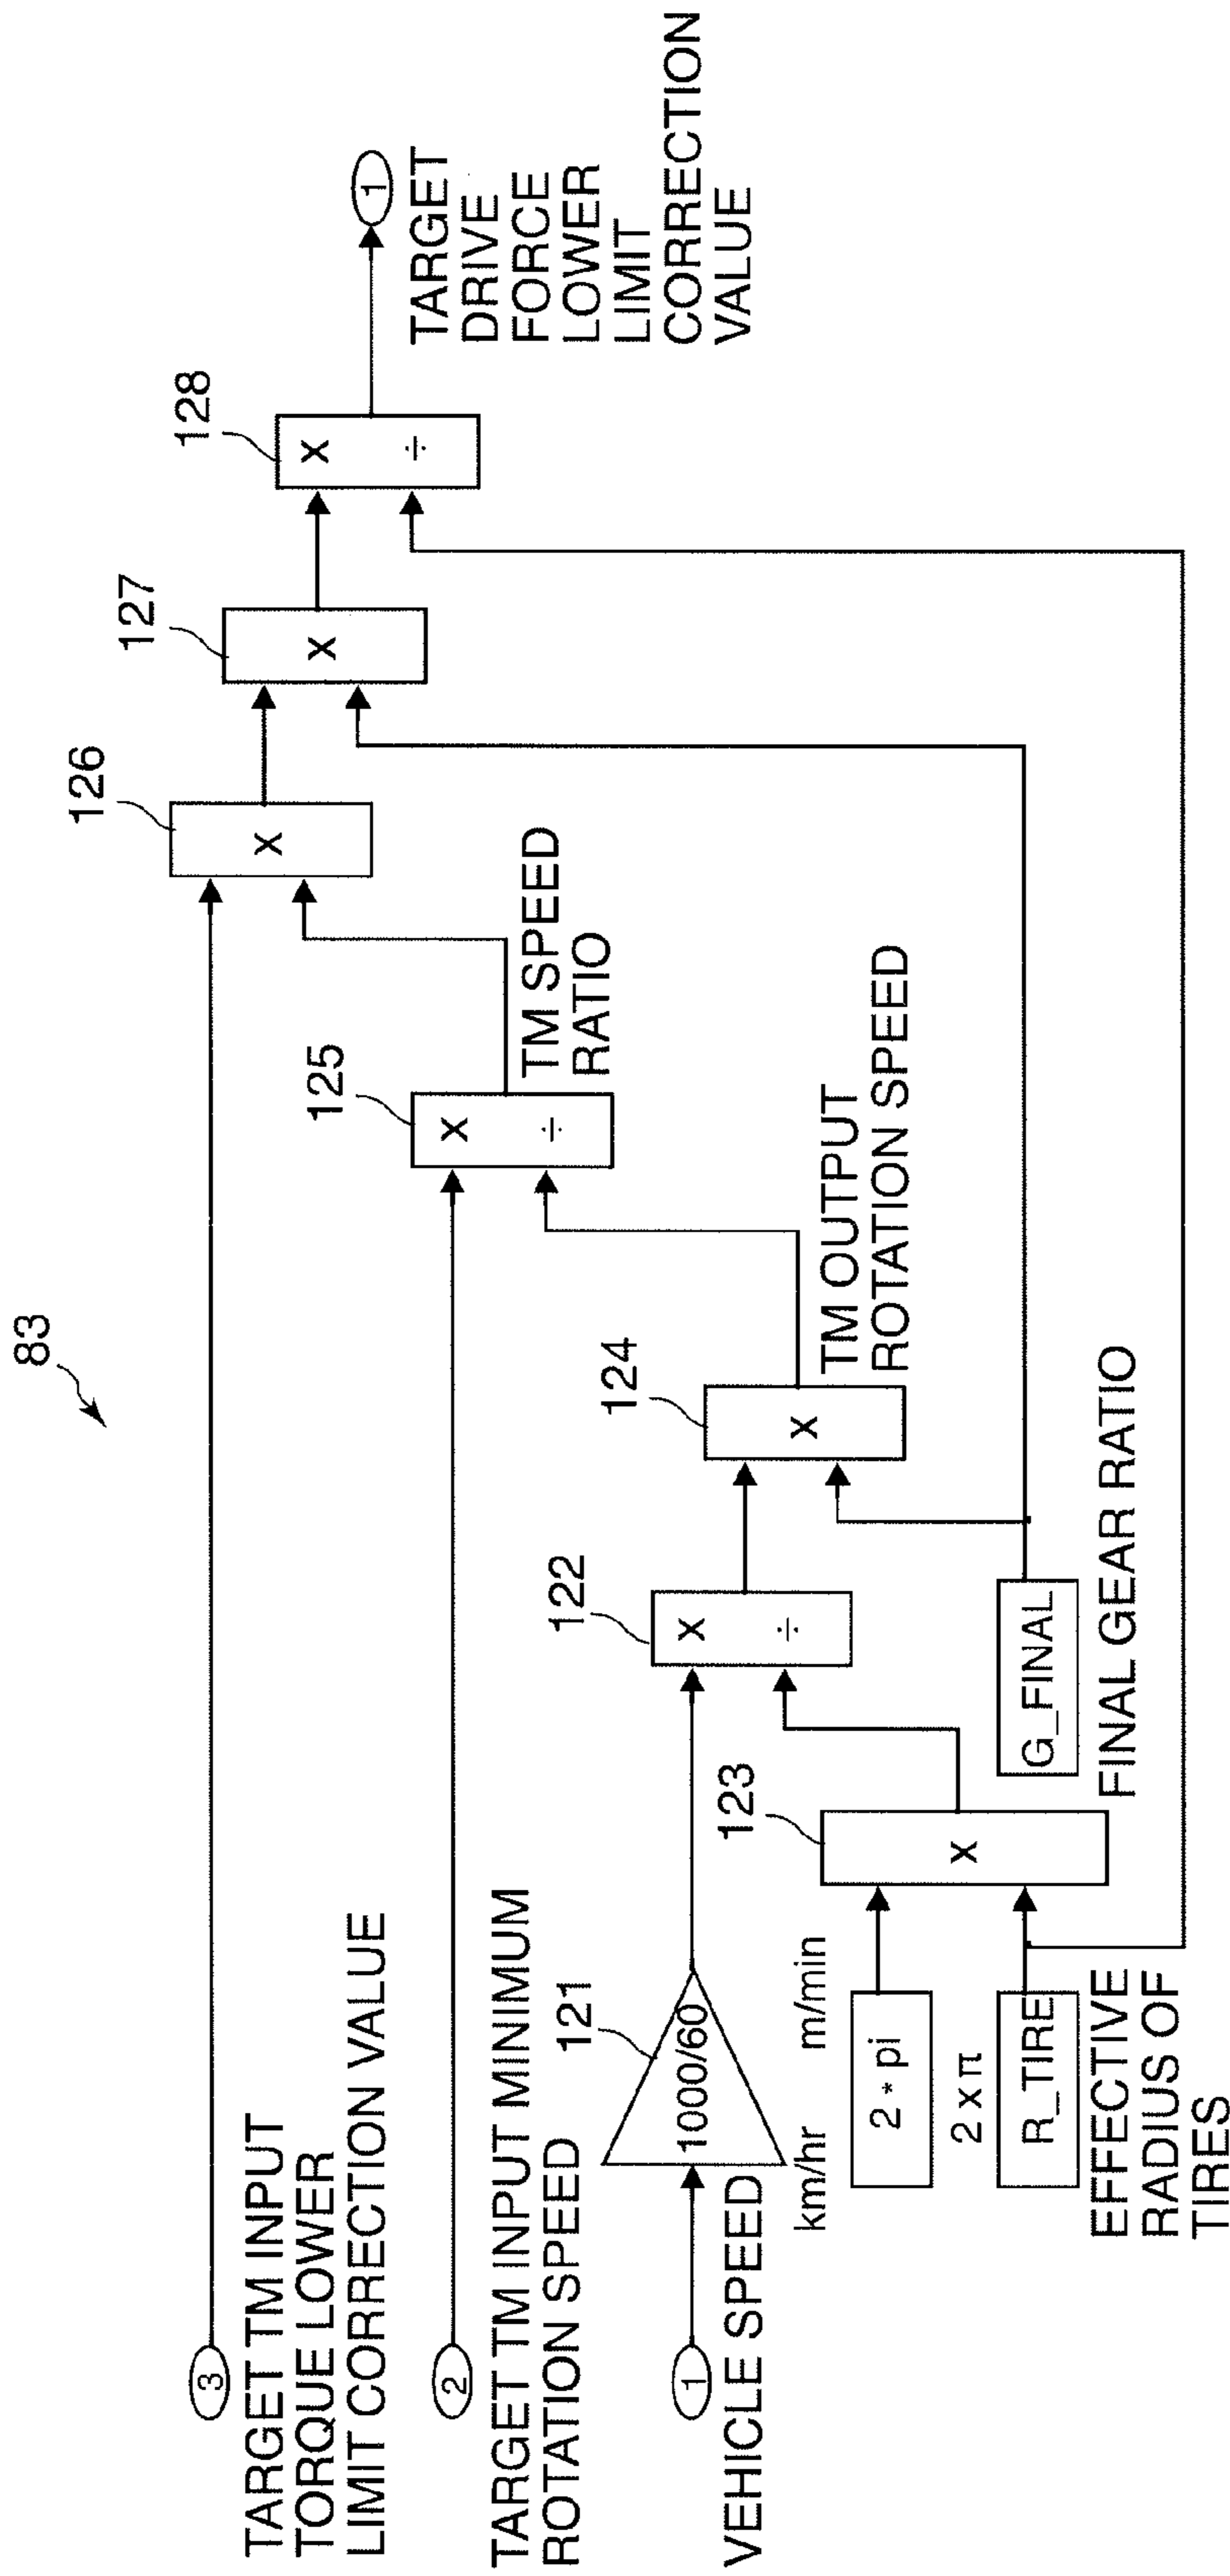 83
3
TARGET TM INPUT
TORQUE LOWER
LIMIT CORRECTION VALUE
2
TARGET TM INPUT MINIMUM
ROTATION SPEED
1
VEHICLE SPEED
121
1000/60
km/hr
m/min
2 * pi
2 x π
R_TIRE
EFFECTIVE
RADIUS OF
TIRES
123
X
122
X
÷
G_FINAL
FINAL GEAR RATIO
124
X
TM OUTPUT
ROTATION SPEED
125
X
÷
TM SPEED
RATIO
126
X
127
X
128
X
÷
1
TARGET
DRIVE
FORCE
LOWER
LIMIT
CORRECTION
VALUE